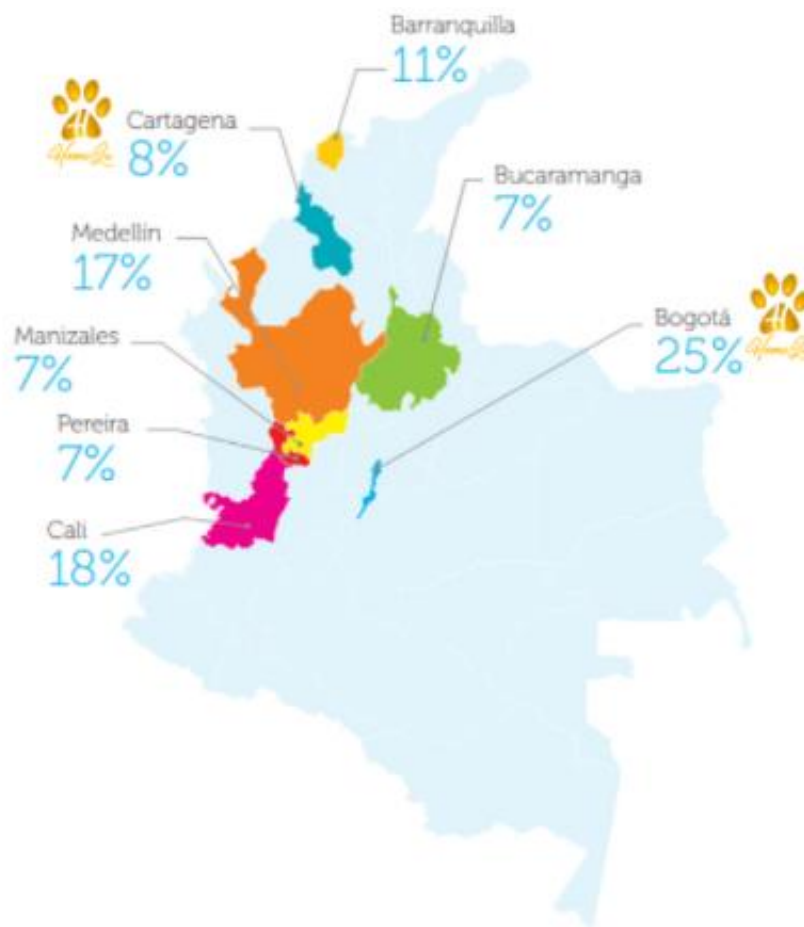 Barranquilla
11%
Cartagena
8%
Bucaramanga
7%
Medellín
17%
Bogotá
25%
Manizales
7%
Pereira
7%
Cali
18%